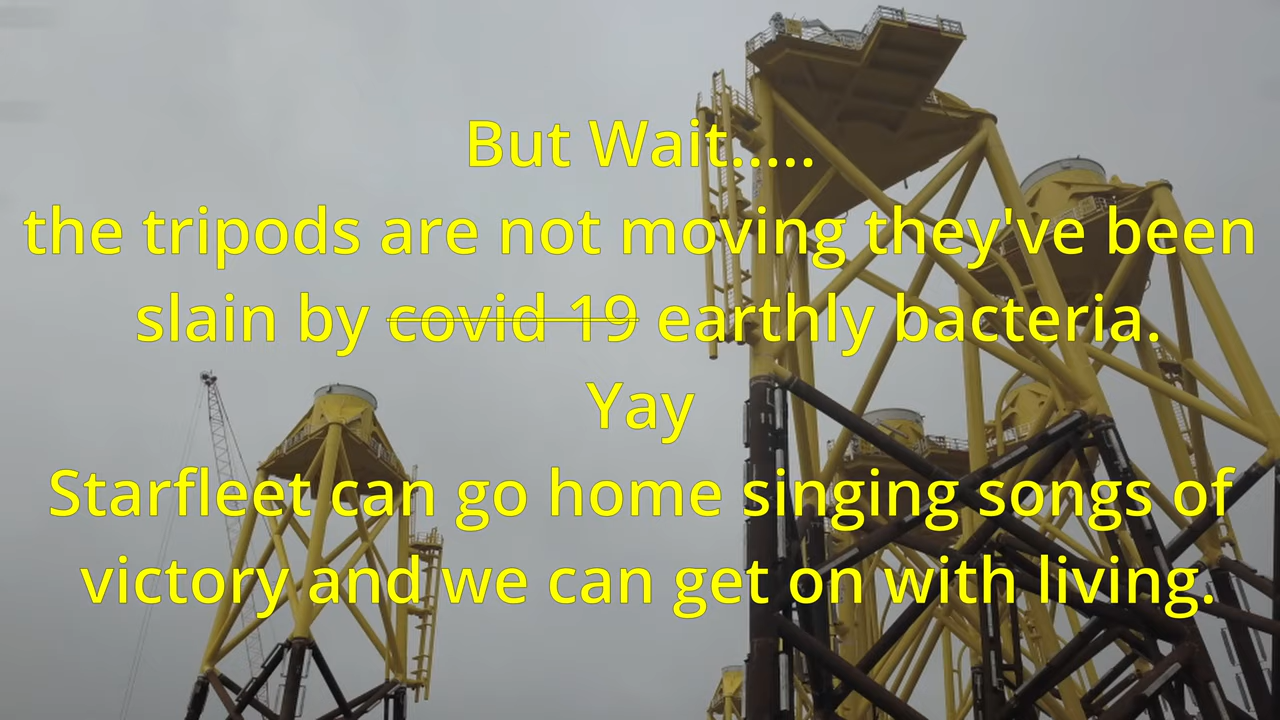 But Wait.....
the tripods are not moving they've been
slain by covid 19 earthly bacteria.
Yay
Starfleet can go home singing songs of
victory and we can get on with living.